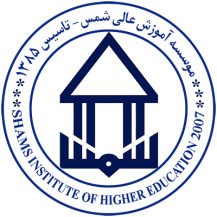 موسسه آموزش عالی شمس - تاسیس ۱۳۸۵
SHAMS INSTITUTE OF HIGHER EDUCATION 2007